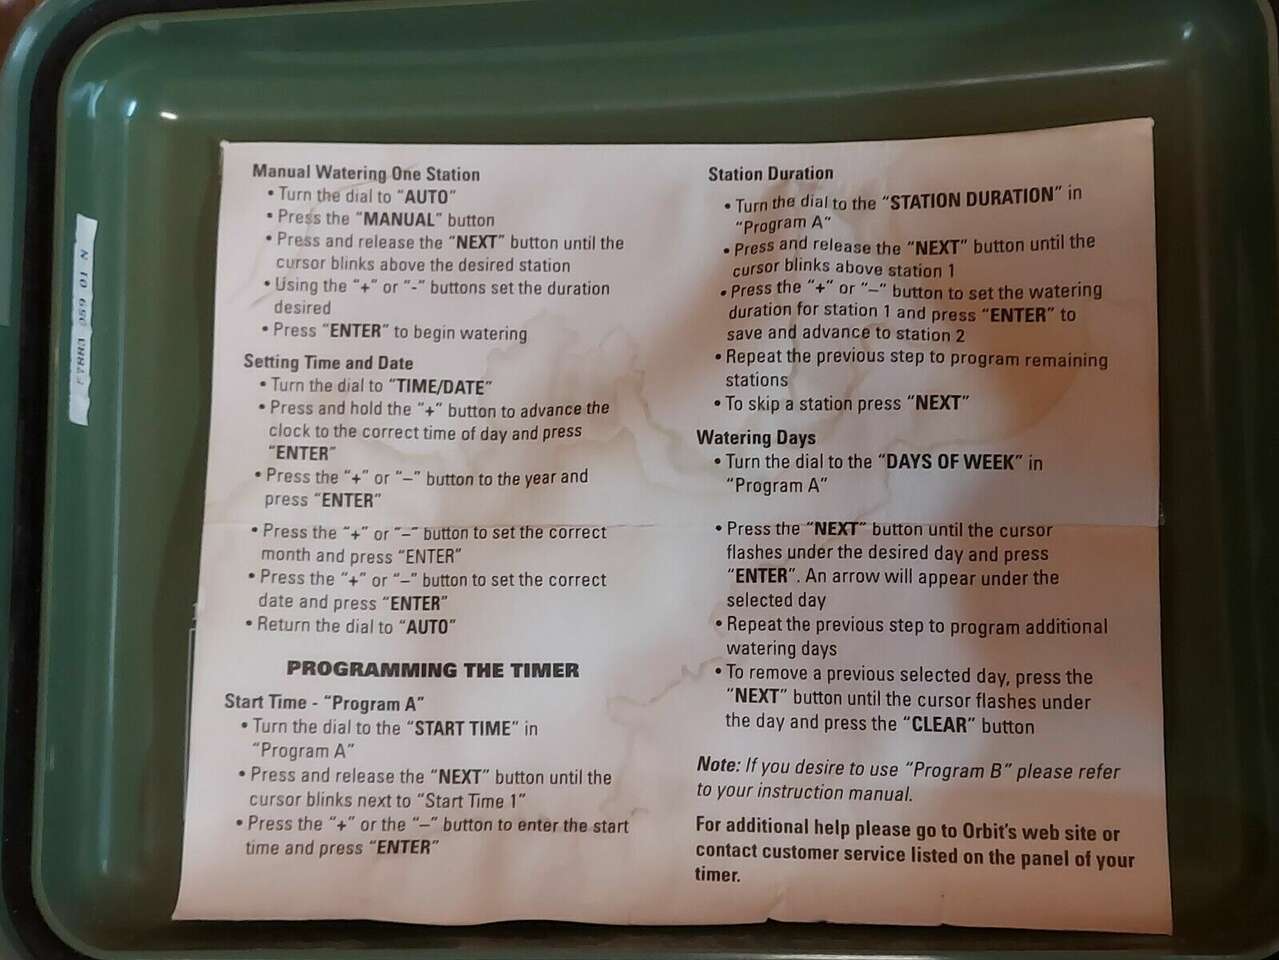 Manual Watering One Station
• Turn the dial to “AUTO”
• Press the “MANUAL” button
• Press and release the “NEXT” button until the
cursor blinks above the desired station
• Using the “+” or “-” buttons set the duration
desired
• Press “ENTER” to begin watering
Setting Time and Date
• Turn the dial to “TIME/DATE”
• Press and hold the “+” button to advance the
clock to the correct time of day and press
“ENTER”
• Press the “+” or “–” button to the year and
press “ENTER”
• Press the “+” or “–” button to set the correct
month and press “ENTER”
• Press the “+” or “–” button to set the correct
date and press “ENTER”
• Return the dial to “AUTO”
PROGRAMMING THE TIMER
Start Time - “Program A”
• Turn the dial to the “START TIME” in
“Program A”
• Press and release the “NEXT” button until the
cursor blinks next to “Start Time 1”
• Press the “+” or the “–” button to enter the start
time and press “ENTER”
Station Duration
• Turn the dial to the “STATION DURATION” in
“Program A”
• Press and release the “NEXT” button until the
cursor blinks above station 1
• Press the “+” or “–” button to set the watering
duration for station 1 and press “ENTER” to
save and advance to station 2
• Repeat the previous step to program remaining
stations
• To skip a station press “NEXT”
Watering Days
• Turn the dial to the “DAYS OF WEEK” in
“Program A”
• Press the “NEXT” button until the cursor
flashes under the desired day and press
“ENTER”. An arrow will appear under the
selected day
• Repeat the previous step to program additional
watering days
• To remove a previous selected day, press the
“NEXT” button until the cursor flashes under
the day and press the “CLEAR” button
Note: If you desire to use “Program B” please refer
to your instruction manual.
For additional help please go to Orbit’s web site or
contact customer service listed on the panel of your
timer.
01 N